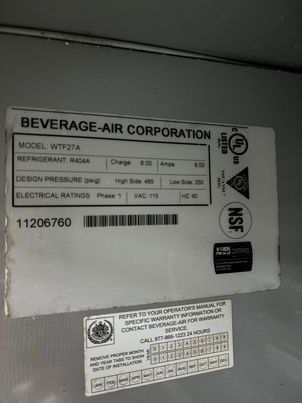 BEVERAGE-AIR CORPORATION
MODEL: WTF27A
REFRIGERANT: R404A Charge: 6.00 Amps 6.00
DESIGN PRESSURE (psig) High Side: 460 Low Side: 250
ELECTRICAL RATINGS Phase: 1 VAC: 115 HZ: 60
11206760
LISTED
UL
US
NSF
REFER TO YOUR OPERATOR'S MANUAL FOR
SPECIFIC WARRANTY INFORMATION OR
CONTACT BEVERAGE-AIR FOR WARRANTY
SERVICE.
CALL 877-866-1223 24 HOURS
REMOVE PROPER MONTH
AND YEAR TABS TO SHOW
DATE OF INSTALLATION
JAN FEB MAR APR MAY JUN JUL AUG SEP OCT NOV DEC